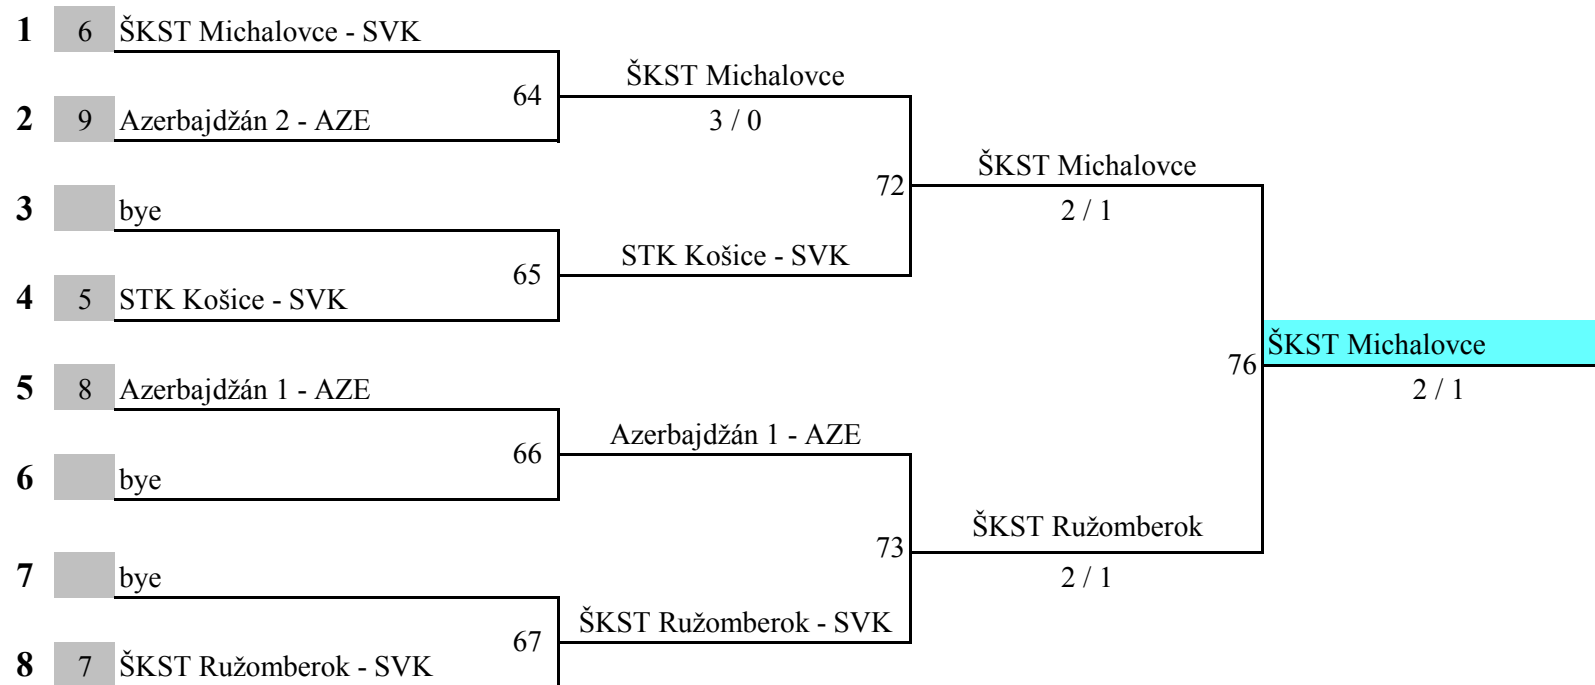 1 6 ŠKST Michalovce - SVK
ŠKST Michalovce
64
2 9 Azerbajdžán 2 - AZE
3 / 0
ŠKST Michalovce
72
3 bye
2 / 1
STK Košice - SVK
65
4 5 STK Košice - SVK
ŠKST Michalovce
76
5 8 Azerbajdžán 1 - AZE
2 / 1
Azerbajdžán 1 - AZE
66
6 bye
ŠKST Ružomberok
73
7 bye
2 / 1
ŠKST Ružomberok - SVK
67
8 7 ŠKST Ružomberok - SVK